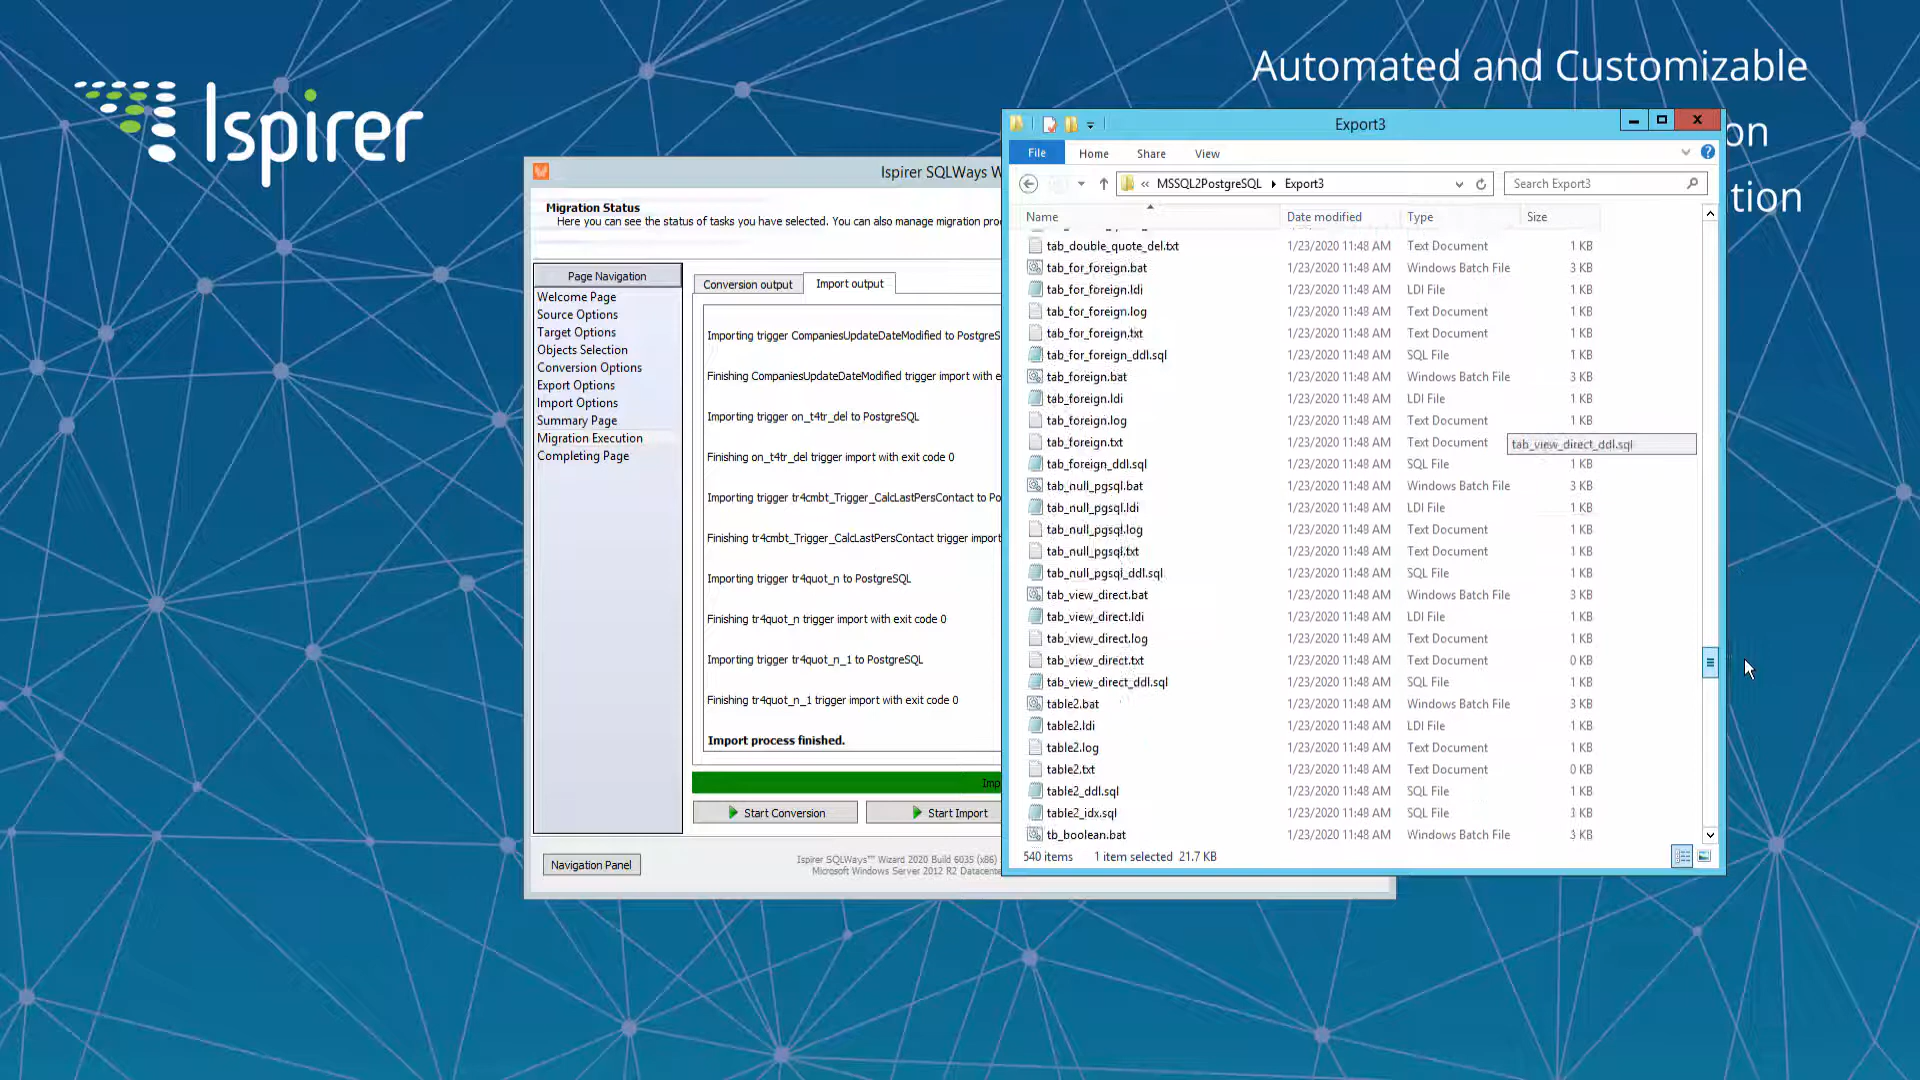 Ispirer
Automated and Customizable
on
tion
Ispirer SQLWays W
Migration Status
Here you can see the status of tasks you have selected. You can also manage migration pro
Page Navigation
Welcome Page
Source Options
Target Options
Objects Selection
Conversion Options
Export Options
Import Options
Summary Page
Migration Execution
Completing Page
Conversion output
Import output
Importing trigger CompaniesUpdateDateModified to PostgreS
Finishing CompaniesUpdateDateModified trigger import with e
Importing trigger on_t4tr_del to PostgreSQL
Finishing on_t4tr_del trigger import with exit code 0
Importing trigger tr4cmbt_Trigger_CalcLastPersContact to Po
Finishing tr4cmbt_Trigger_CalcLastPersContact trigger import
Importing trigger tr4quot_n to PostgreSQL
Finishing tr4quot_n trigger import with exit code 0
Importing trigger tr4quot_n_1 to PostgreSQL
Finishing tr4quot_n_1 trigger import with exit code 0
Import process finished.
Imp
Start Conversion
Start Import
Navigation Panel
Ispirer SQLWays™ Wizard 2020 Build 6035 (x86)
Microsoft Windows Server 2012 R2 Datacente
Export3
File Home Share View
« MSSQL2PostgreSQL Export3
Search Export3
Name Date modified Type Size
tab_double_quote_del.txt 1/23/2020 11:48 AM Text Document 1 KB
tab_for_foreign.bat 1/23/2020 11:48 AM Windows Batch File 3 KB
tab_for_foreign.ldi 1/23/2020 11:48 AM LDI File 1 KB
tab_for_foreign.log 1/23/2020 11:48 AM Text Document 1 KB
tab_for_foreign.txt 1/23/2020 11:48 AM Text Document 1 KB
tab_for_foreign_ddl.sql 1/23/2020 11:48 AM SQL File 1 KB
tab_foreign.bat 1/23/2020 11:48 AM Windows Batch File 3 KB
tab_foreign.ldi 1/23/2020 11:48 AM LDI File 1 KB
tab_foreign.log 1/23/2020 11:48 AM Text Document 1 KB
tab_foreign.txt 1/23/2020 11:48 AM Text Document
tab_view_direct_ddl.sql
tab_foreign_ddl.sql 1/23/2020 11:48 AM SQL File 1 KB
tab_null_pgsql.bat 1/23/2020 11:48 AM Windows Batch File 3 KB
tab_null_pgsql.ldi 1/23/2020 11:48 AM LDI File 1 KB
tab_null_pgsql.log 1/23/2020 11:48 AM Text Document 1 KB
tab_null_pgsql.txt 1/23/2020 11:48 AM Text Document 1 KB
tab_null_pgsql_ddl.sql 1/23/2020 11:48 AM SQL File 1 KB
tab_view_direct.bat 1/23/2020 11:48 AM Windows Batch File 3 KB
tab_view_direct.ldi 1/23/2020 11:48 AM LDI File 1 KB
tab_view_direct.log 1/23/2020 11:48 AM Text Document 1 KB
tab_view_direct.txt 1/23/2020 11:48 AM Text Document 0 KB
tab_view_direct_ddl.sql 1/23/2020 11:48 AM SQL File 1 KB
table2.bat 1/23/2020 11:48 AM Windows Batch File 3 KB
table2.ldi 1/23/2020 11:48 AM LDI File 1 KB
table2.log 1/23/2020 11:48 AM Text Document 1 KB
table2.txt 1/23/2020 11:48 AM Text Document 0 KB
table2_ddl.sql 1/23/2020 11:48 AM SQL File 1 KB
table2_idx.sql 1/23/2020 11:48 AM SQL File 1 KB
tb_boolean.bat 1/23/2020 11:48 AM Windows Batch File 3 KB
540 items 1 item selected 21.7 KB